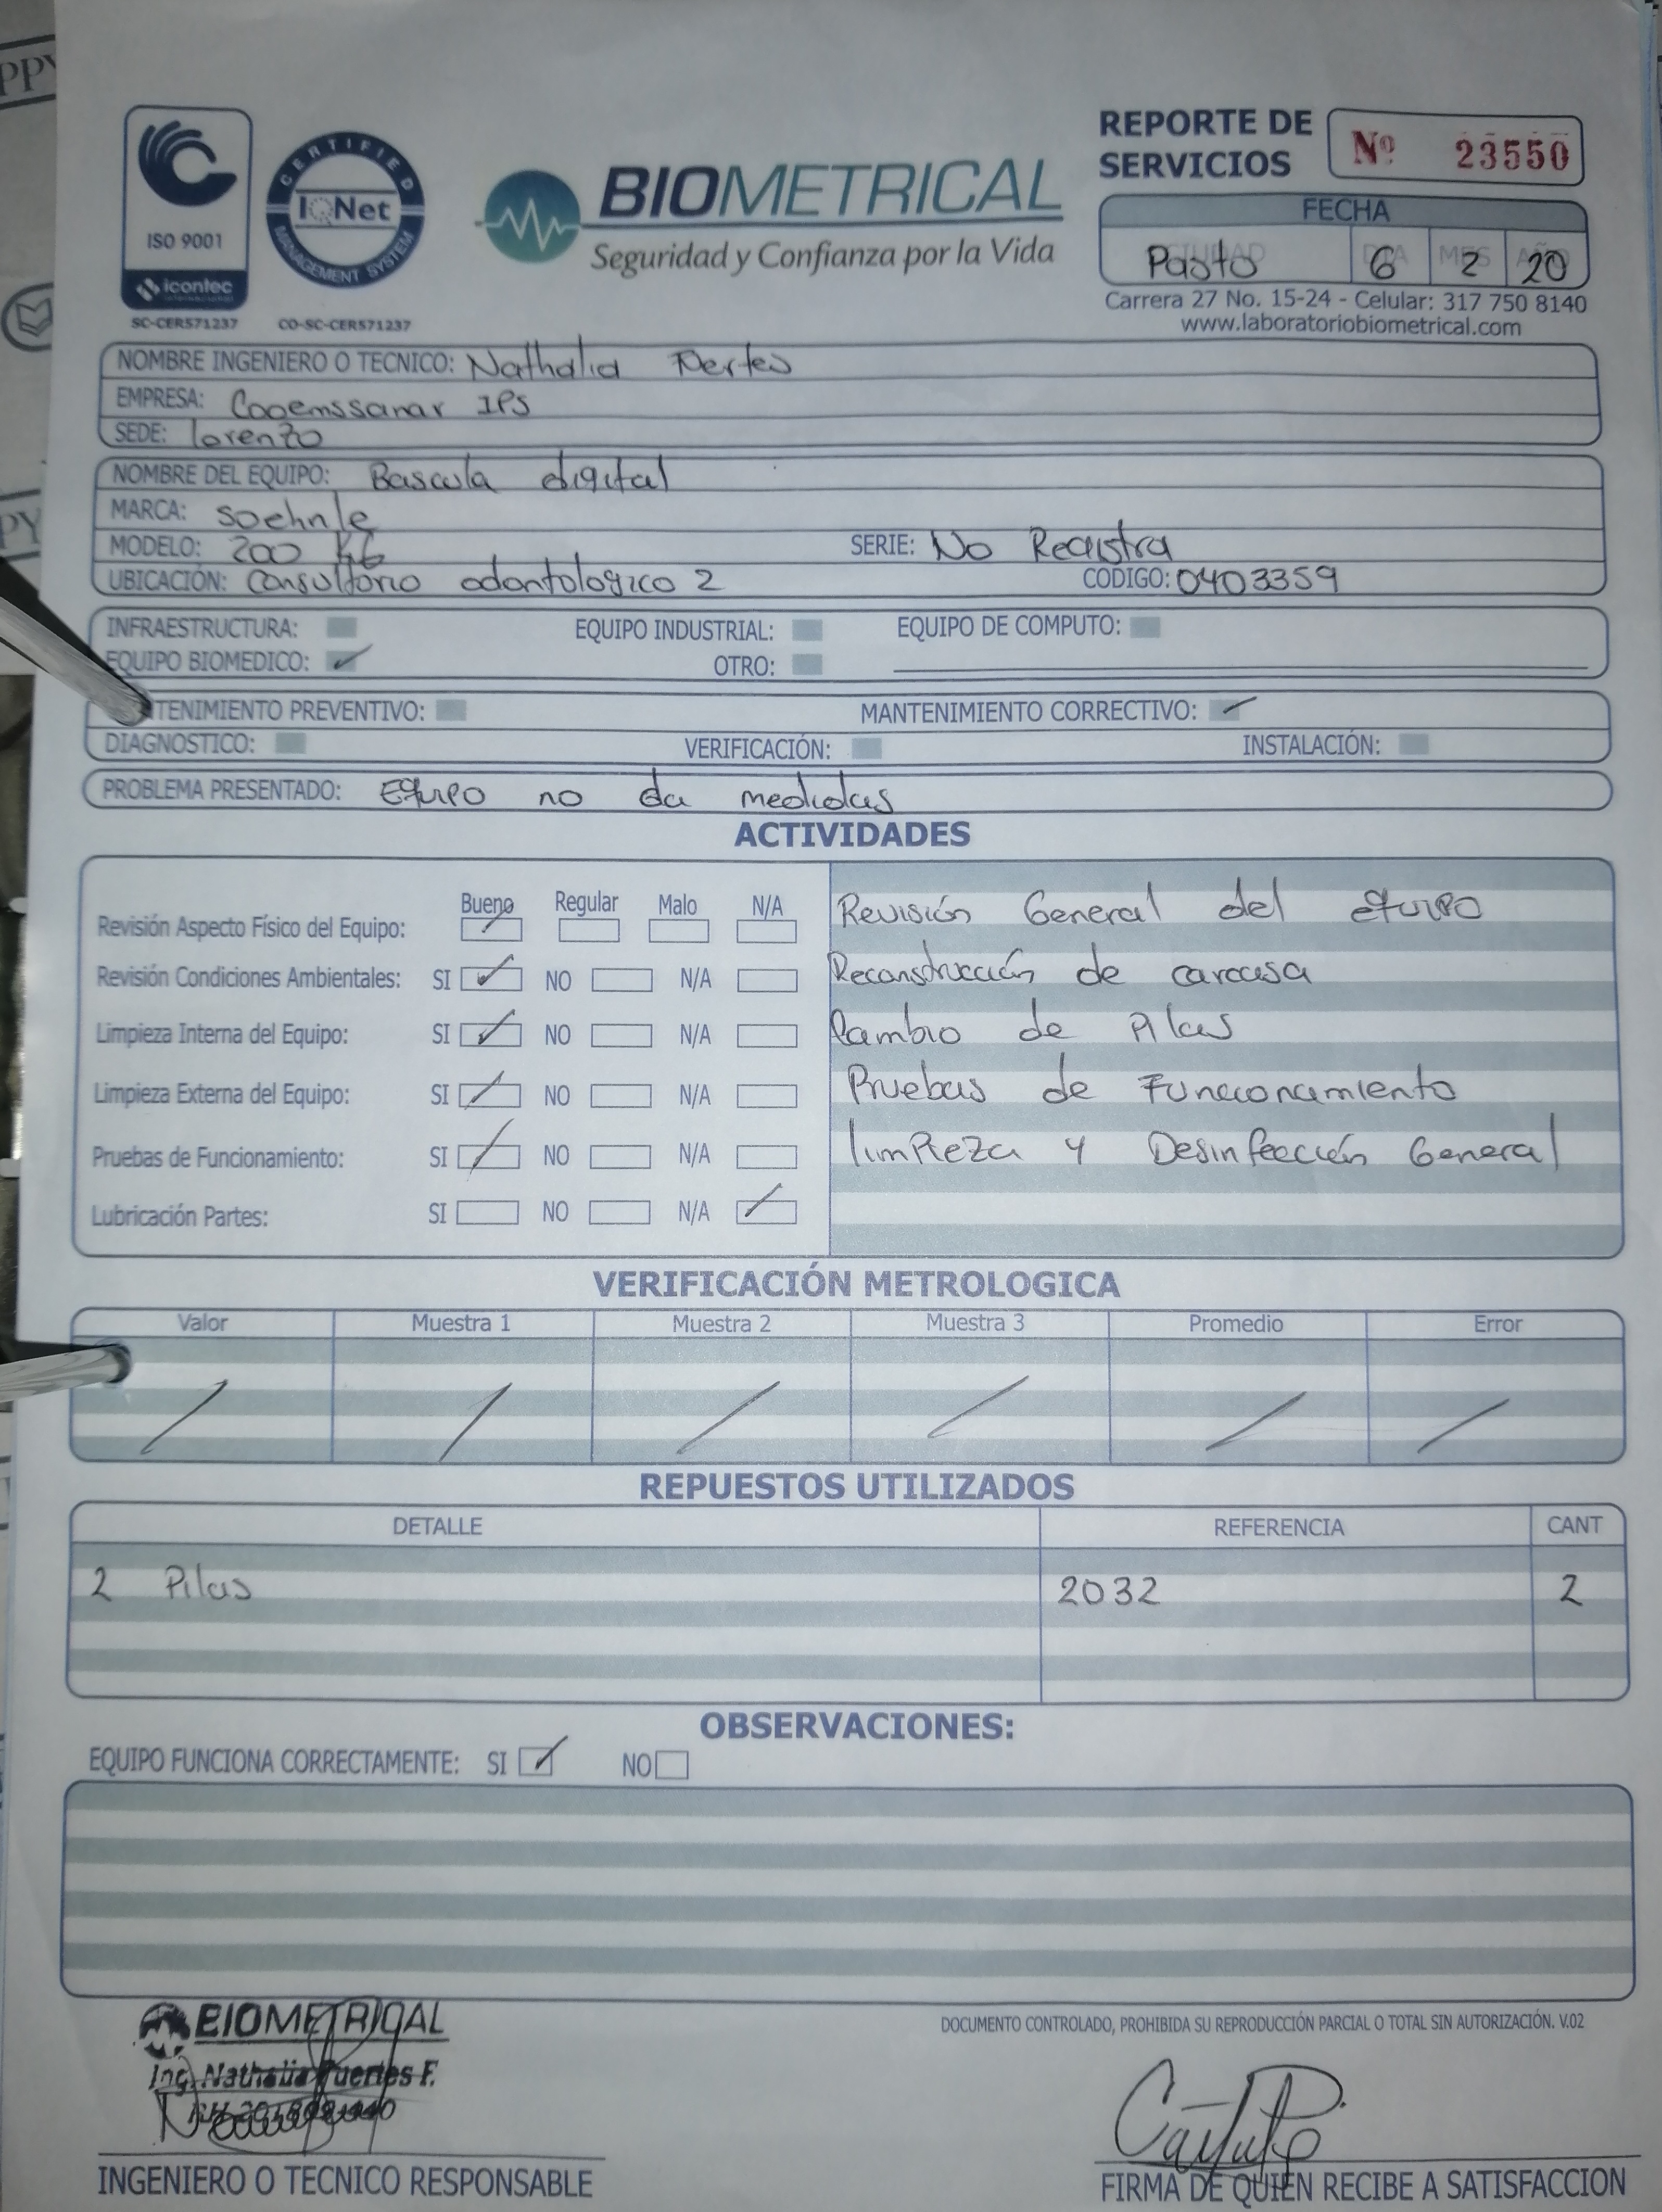 PPY
REPORTE DE SERVICIOS
Nº 23550
ISO 9001
icontec
internacional
SC-CER571237
CERTIFIED
IQNet
MANAGEMENT SYSTEM
CO-SC-CER571237
BIOMETRICAL
Seguridad y Confianza por la Vida
FECHA
CIUDAD DIA MES AÑO
Pasto 6 2 20
Carrera 27 No. 15-24 - Celular: 317 750 8140
www.laboratoriobiometrical.com
NOMBRE INGENIERO O TECNICO: Nathalia
EMPRESA: Cooemssanar IPS
SEDE: lorenzo
NOMBRE DEL EQUIPO: Bascula digital
MARCA: soehnle
MODELO: 200 KG SERIE: No Registra
UBICACIÓN: Consultorio odontologico 2 CODIGO: 0403359
INFRAESTRUCTURA: EQUIPO INDUSTRIAL: EQUIPO DE COMPUTO:
EQUIPO BIOMEDICO: ✓ OTRO:
TENIMIENTO PREVENTIVO: MANTENIMIENTO CORRECTIVO: ✓
DIAGNOSTICO: VERIFICACIÓN: INSTALACIÓN:
PROBLEMA PRESENTADO: Equipo no da medidas
ACTIVIDADES
Bueno Regular Malo N/A
Revisión Aspecto Físico del Equipo: ✓
Revisión Condiciones Ambientales: SI ✓ NO N/A
Limpieza Interna del Equipo: SI ✓ NO N/A
Limpieza Externa del Equipo: SI ✓ NO N/A
Pruebas de Funcionamiento: SI ✓ NO N/A
Lubricación Partes: SI NO N/A ✓
Revisión General del equipo
Reconstrucción de carcasa
Cambio de Pilas
Pruebas de Funcionamiento
limpieza y Desinfección General
VERIFICACIÓN METROLOGICA
Valor Muestra 1 Muestra 2 Muestra 3 Promedio Error
/ / / / / /
REPUESTOS UTILIZADOS
DETALLE REFERENCIA CANT
2 Pilas 2032 2
OBSERVACIONES:
EQUIPO FUNCIONA CORRECTAMENTE: SI ✓ NO
BIOMETRICAL
Ing. Nathalia Fuertes F.
DOCUMENTO CONTROLADO, PROHIBIDA SU REPRODUCCIÓN PARCIAL O TOTAL SIN AUTORIZACIÓN. V.02
INGENIERO O TECNICO RESPONSABLE
FIRMA DE QUIEN RECIBE A SATISFACCION